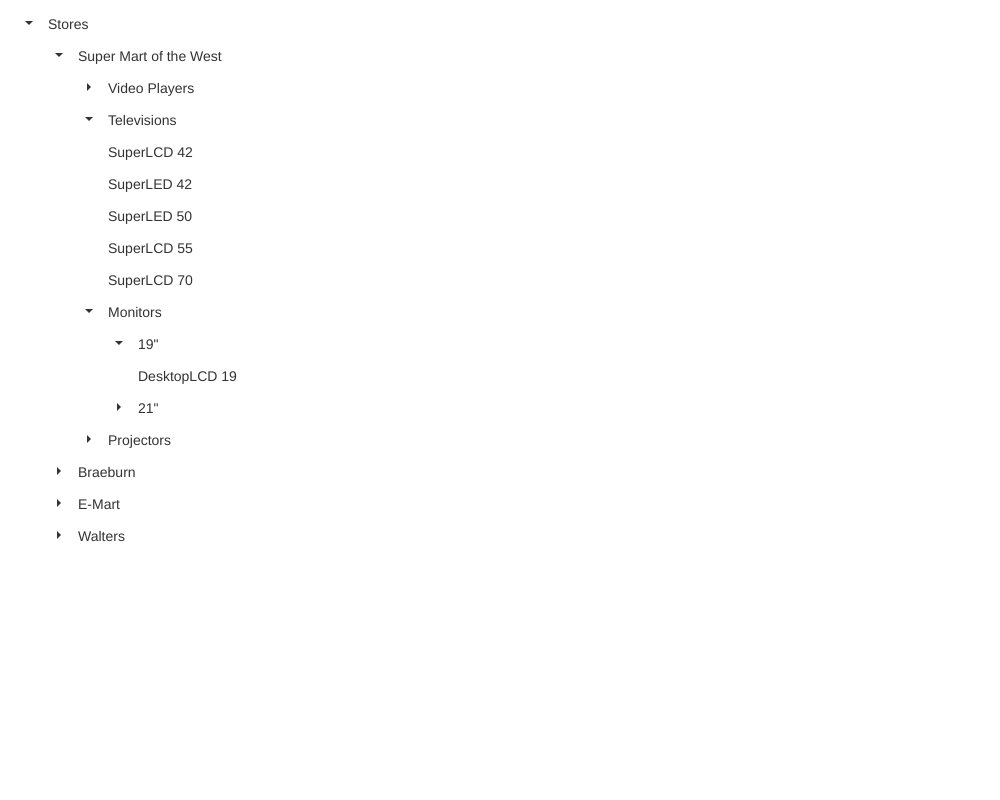 Stores
Super Mart of the West
Video Players
Televisions
SuperLCD 42
SuperLED 42
SuperLED 50
SuperLCD 55
SuperLCD 70
Monitors
19"
DesktopLCD 19
21"
Projectors
Braeburn
E-Mart
Walters